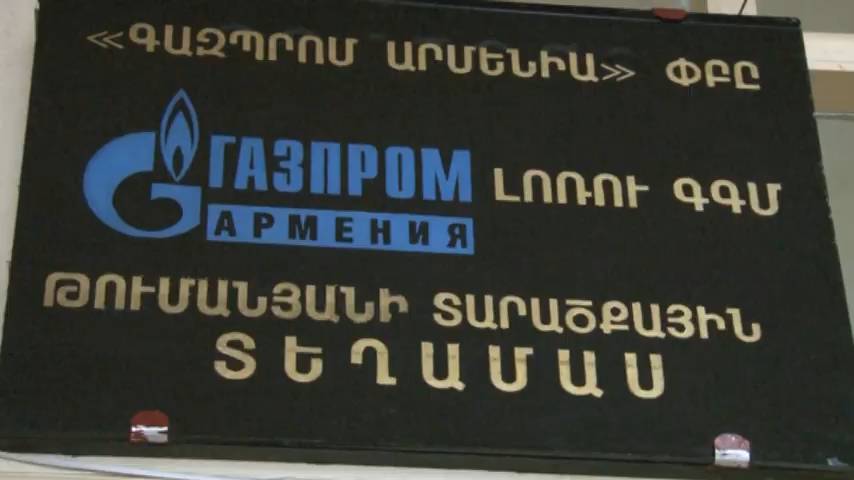 «ԳԱԶՊՐՈՄ ԱՐՄԵՆԻԱ» ՓԲԸ
ГАЗПРОМ
АРМЕНИЯ
ԼՈՌՈՒ ԳԳՄ
ԹՈՒՄԱՆՅԱՆԻ ՏԱՐԱԾՔԱՅԻՆ
ՏԵՂԱՄԱՍ